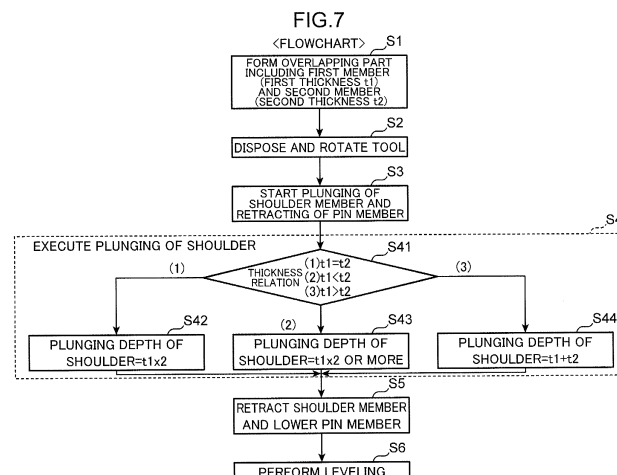 FIG.7
<FLOWCHART>
S1
FORM OVERLAPPING PART
INCLUDING FIRST MEMBER
(FIRST THICKNESS t1)
AND SECOND MEMBER
(SECOND THICKNESS t2)
S2
DISPOSE AND ROTATE TOOL
S3
START PLUNGING OF
SHOULDER MEMBER AND
RETRACTING OF PIN MEMBER
EXECUTE PLUNGING OF SHOULDER
S41
THICKNESS
RELATION
(1)t1=t2
(2)t1<t2
(3)t1>t2
(1)
(3)
(2)
S42
PLUNGING DEPTH OF
SHOULDER=t1x2
S43
PLUNGING DEPTH OF
SHOULDER=t1x2 OR MORE
S44
PLUNGING DEPTH OF
SHOULDER=t1+t2
S5
RETRACT SHOULDER MEMBER
AND LOWER PIN MEMBER
S6
PERFORM LEVELING